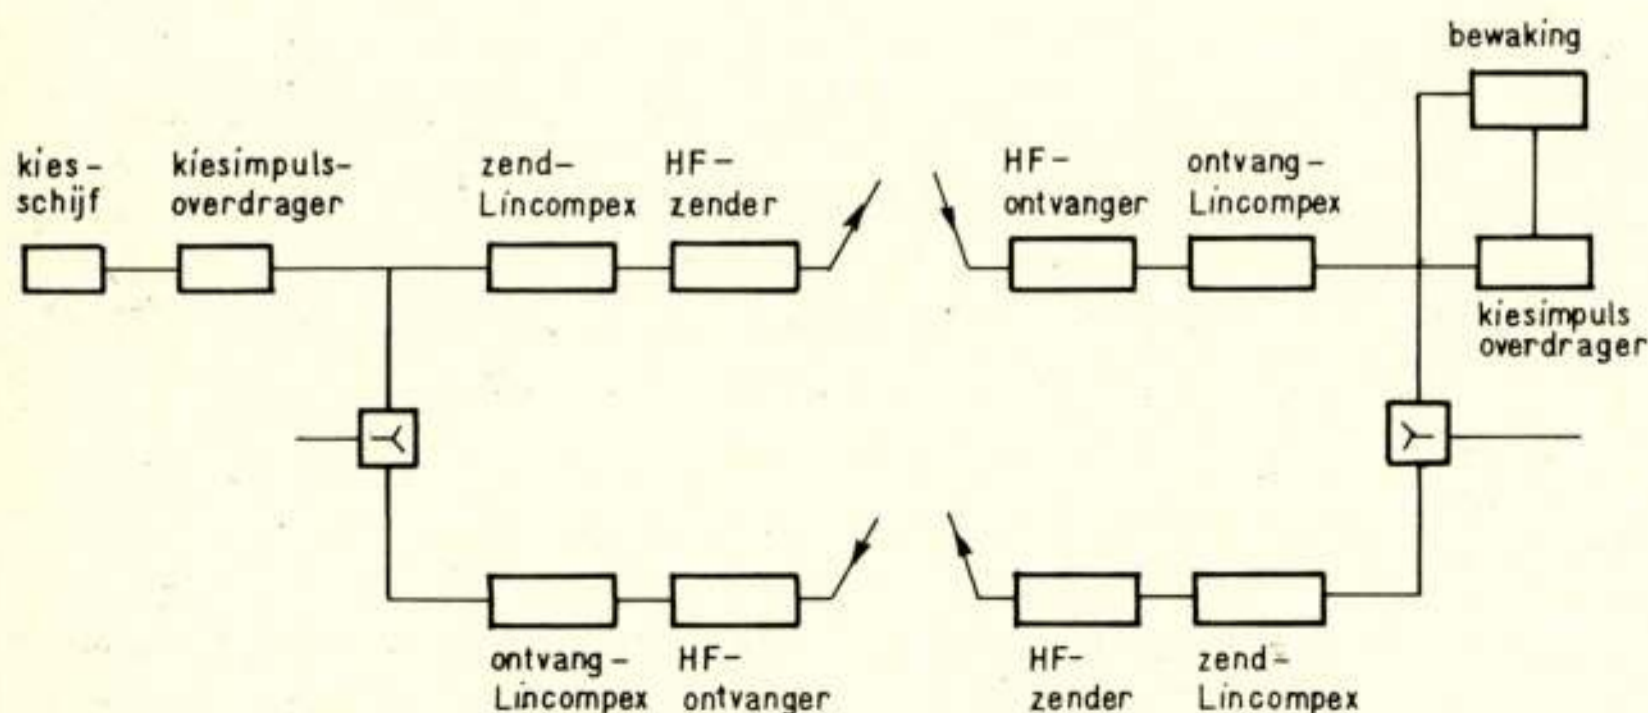 bewaking
kies-
schijf
kiesimpuls-
overdrager
zend-
Lincompex
HF-
zender
HF-
ontvanger
ontvang-
Lincompex
kiesimpuls
overdrager
ontvang-
Lincompex
HF-
ontvanger
HF-
zender
zend-
Lincompex